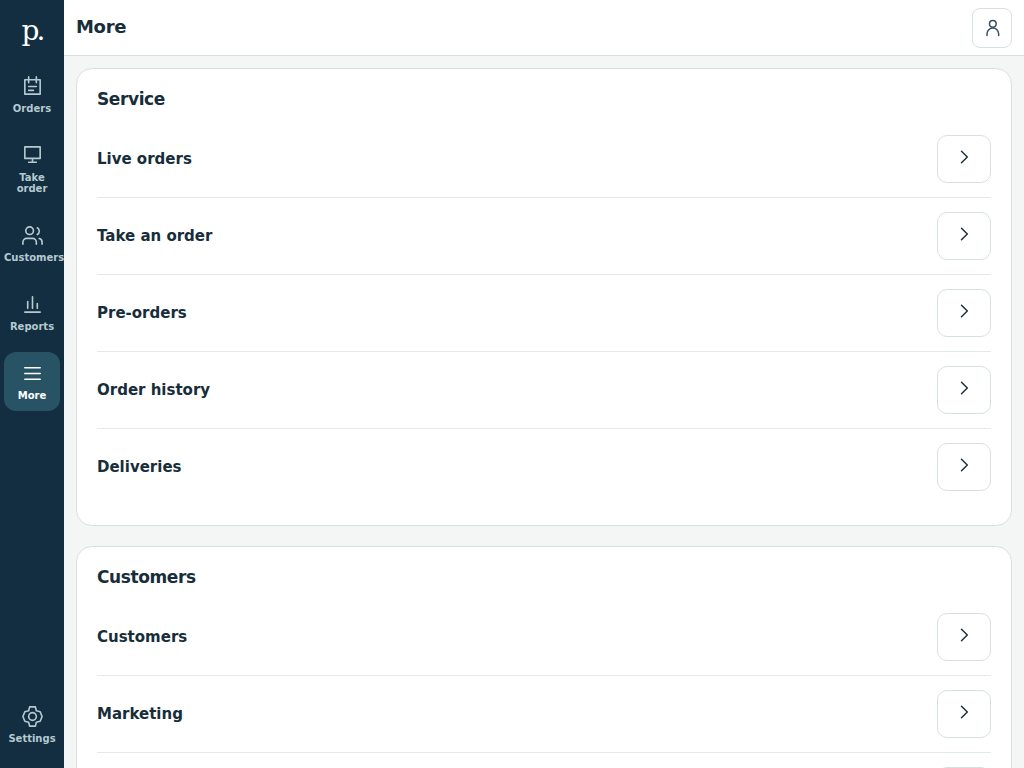 p.
Orders
Take
order
Customers
Reports
More
Settings
More
Service
Live orders
Take an order
Pre-orders
Order history
Deliveries
Customers
Customers
Marketing